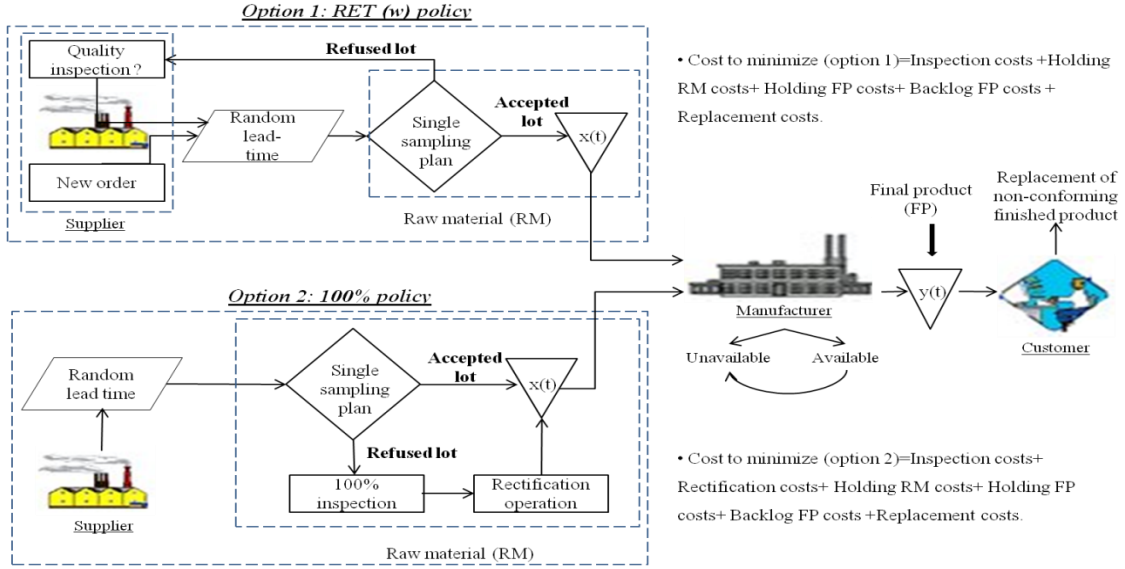 Option 1: RET (w) policy
Quality
inspection ?
New order
Supplier
Random
lead-
time
Refused lot
Single
sampling
plan
Accepted
lot
x(t)
Raw material (RM)
• Cost to minimize (option 1)=Inspection costs +Holding
RM costs+ Holding FP costs+ Backlog FP costs +
Replacement costs.
Option 2: 100% policy
Random
lead time
Supplier
Single
sampling
plan
Accepted
lot
x(t)
Refused lot
100%
inspection
Rectification
operation
Raw material (RM)
Manufacturer
Unavailable
Available
Final product
(FP)
y(t)
Replacement of
non-conforming
finished product
Customer
• Cost to minimize (option 2)=Inspection costs+
Rectification costs+ Holding RM costs+ Holding FP
costs+ Backlog FP costs +Replacement costs.